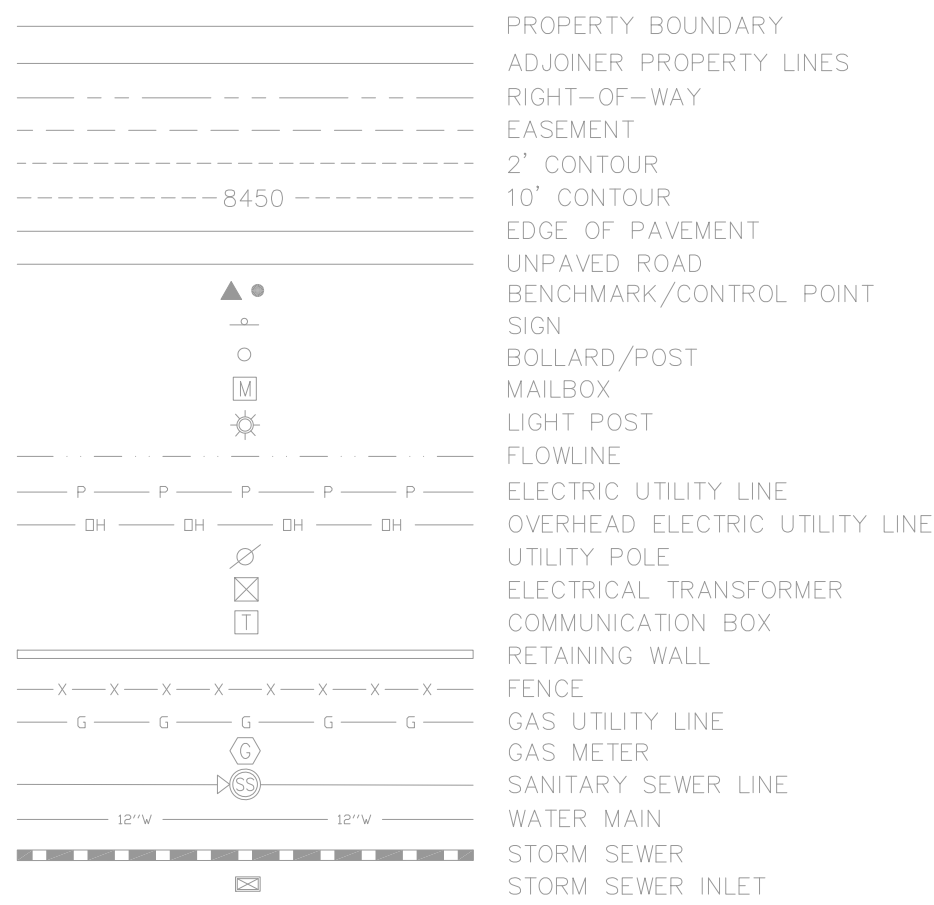 PROPERTY BOUNDARY
ADJOINER PROPERTY LINES
RIGHT-OF-WAY
EASEMENT
2' CONTOUR
8450 10' CONTOUR
EDGE OF PAVEMENT
UNPAVED ROAD
BENCHMARK/CONTROL POINT
SIGN
BOLLARD/POST
M MAILBOX
LIGHT POST
FLOWLINE
P P P P P ELECTRIC UTILITY LINE
OH OH OH OH OVERHEAD ELECTRIC UTILITY LINE
UTILITY POLE
ELECTRICAL TRANSFORMER
T COMMUNICATION BOX
RETAINING WALL
X X X X X X X X FENCE
G G G G G GAS UTILITY LINE
G GAS METER
SS SANITARY SEWER LINE
12''W 12''W WATER MAIN
STORM SEWER
STORM SEWER INLET